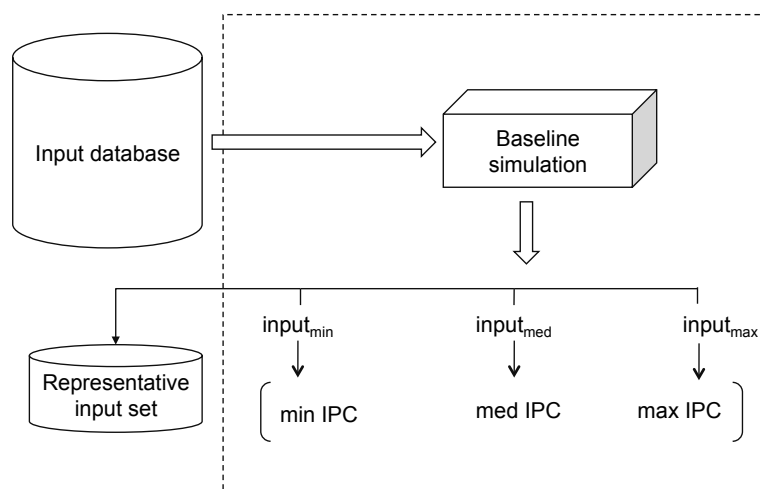 Input database
Baseline
simulation
input_min
input_med
input_max
Representative
input set
min IPC
med IPC
max IPC